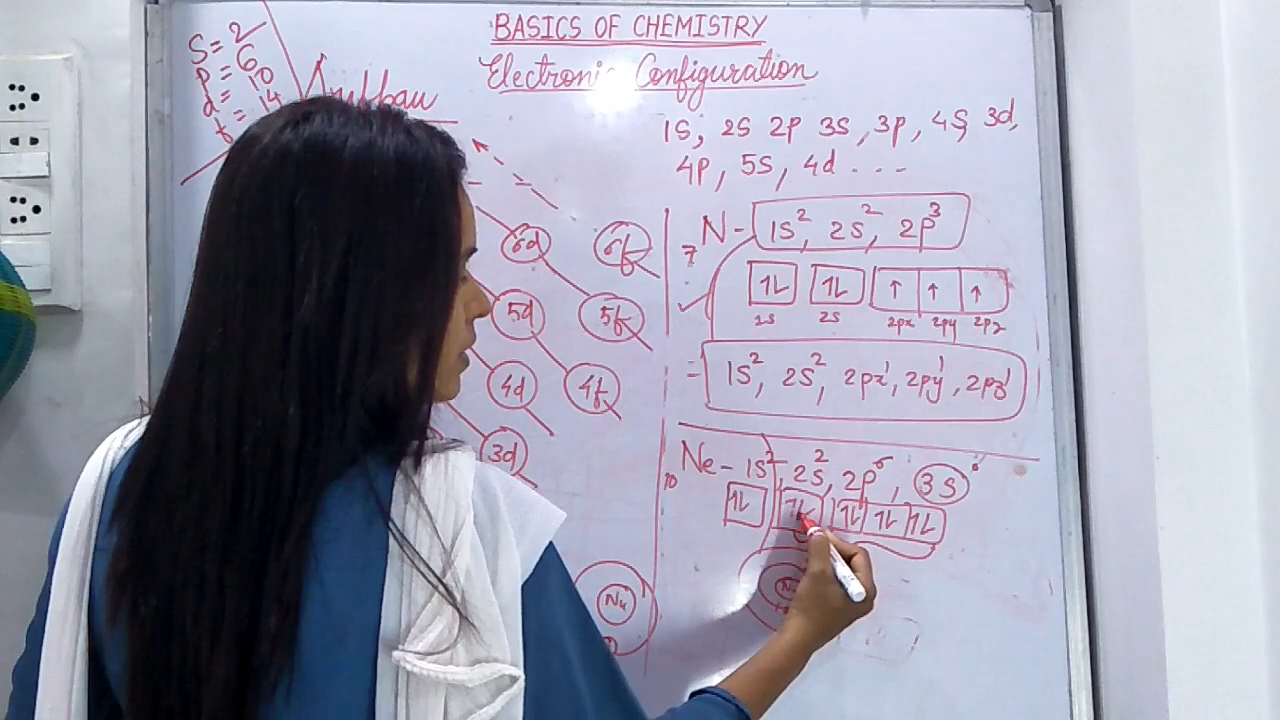 BASICS OF CHEMISTRY
Electronic Configuration
S = 2
p = 6
d = 10
f = 14
Aufbau
1S, 2S 2p 3S, 3p, 4S, 3d,
4p, 5S, 4d ...
6d 6f
5d 5f
4d 4f
3d
7N - 1S², 2S², 2p³
1L 1L ↑ ↑ ↑
2s 2s 2px 2py 2pz
= 1S², 2S², 2px¹, 2py¹, 2pz¹
10Ne - 1S², 2S², 2p⁶, 3S⁰
1L 1L 1L 1L 1L
Nu